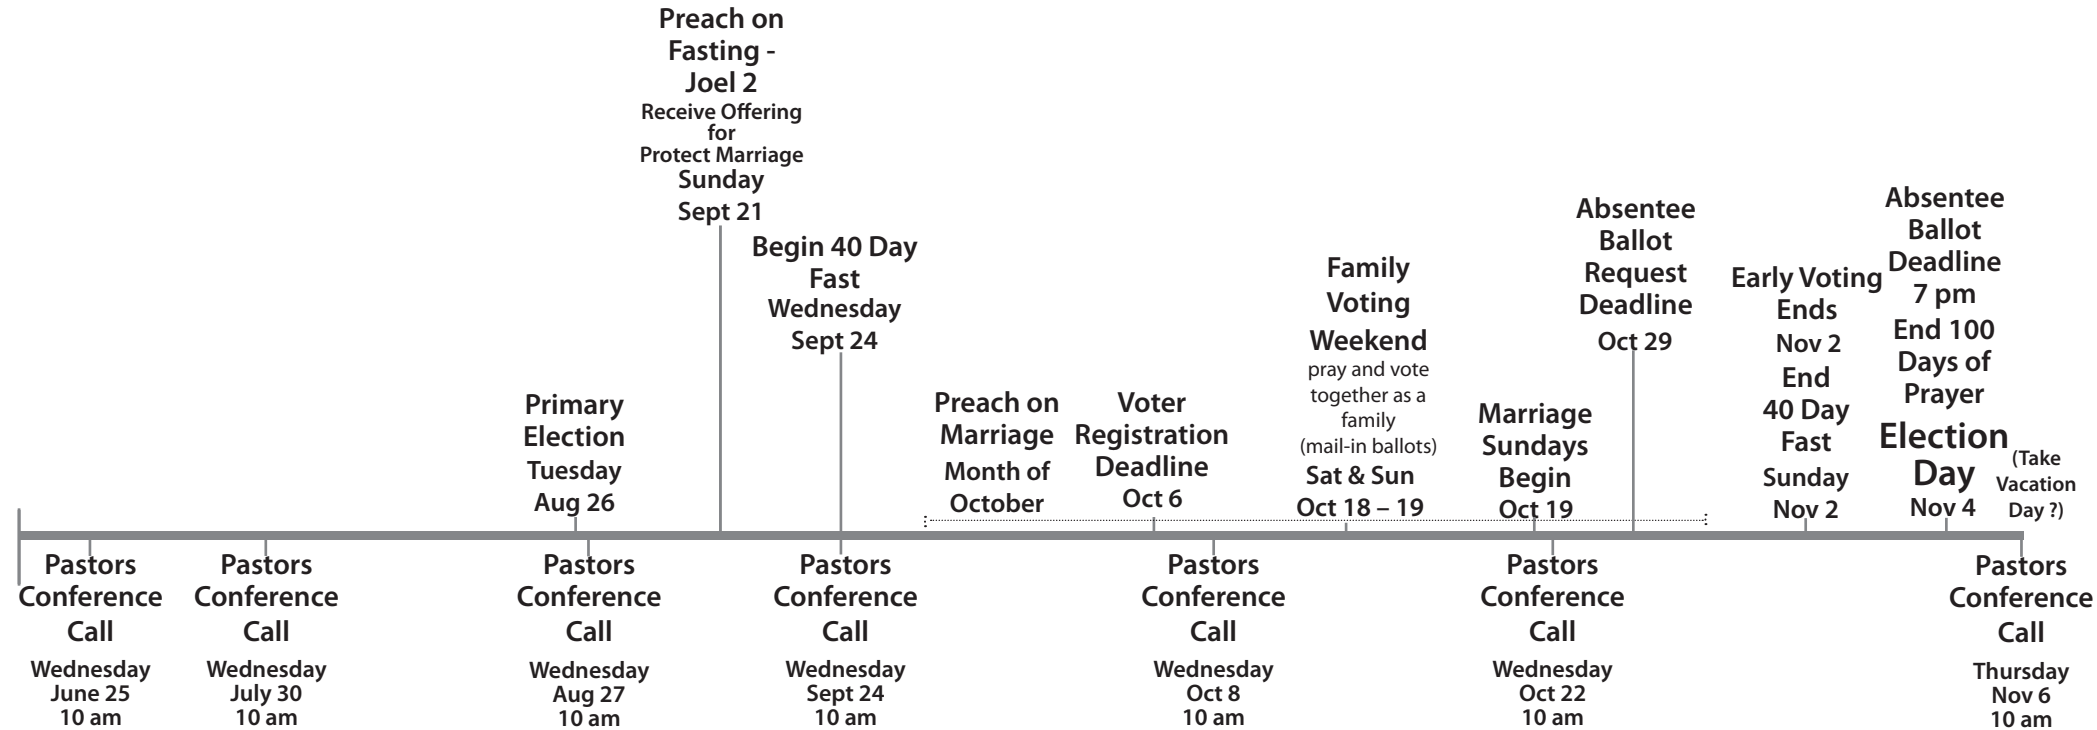 Preach on
Fasting -
Joel 2
Receive Offering
for
Protect Marriage
Sunday
Sept 21
Begin 40 Day
Fast
Wednesday
Sept 24
Primary
Election
Tuesday
Aug 26
Preach on
Marriage
Month of
October
Voter
Registration
Deadline
Oct 6
Family
Voting
Weekend
pray and vote
together as a
family
(mail-in ballots)
Sat & Sun
Oct 18 – 19
Marriage
Sundays
Begin
Oct 19
Absentee
Ballot
Request
Deadline
Oct 29
Early Voting
Ends
Nov 2
End
40 Day
Fast
Sunday
Nov 2
Absentee
Ballot
Deadline
7 pm
End 100
Days of
Prayer
Election
Day
Nov 4
(Take
Vacation
Day ?)
Pastors
Conference
Call
Wednesday
June 25
10 am
Pastors
Conference
Call
Wednesday
July 30
10 am
Pastors
Conference
Call
Wednesday
Aug 27
10 am
Pastors
Conference
Call
Wednesday
Sept 24
10 am
Pastors
Conference
Call
Wednesday
Oct 8
10 am
Pastors
Conference
Call
Wednesday
Oct 22
10 am
Pastors
Conference
Call
Thursday
Nov 6
10 am